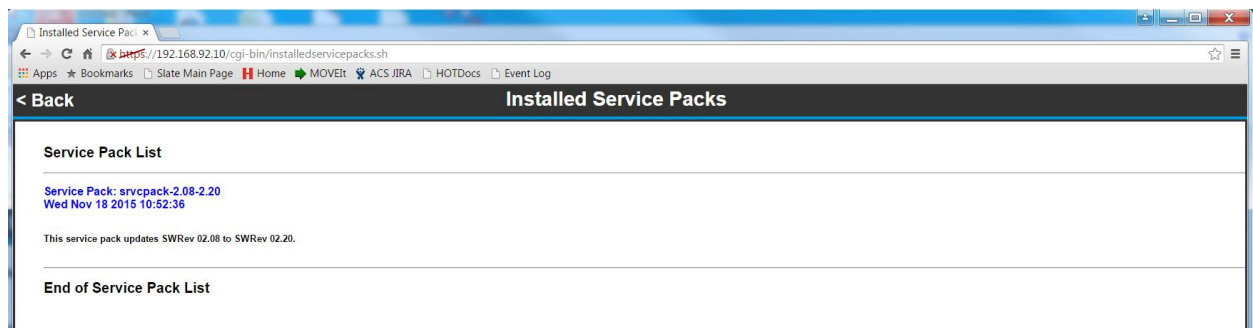 Installed Service Pac
https://192.168.92.10/cgi-bin/installedservicepacks.sh
Apps Bookmarks Slate Main Page Home MOVEIt ACS JIRA HOTDocs Event Log
< Back Installed Service Packs
Service Pack List
Service Pack: srvcpack-2.08-2.20
Wed Nov 18 2015 10:52:36
This service pack updates SWRev 02.08 to SWRev 02.20.
End of Service Pack List